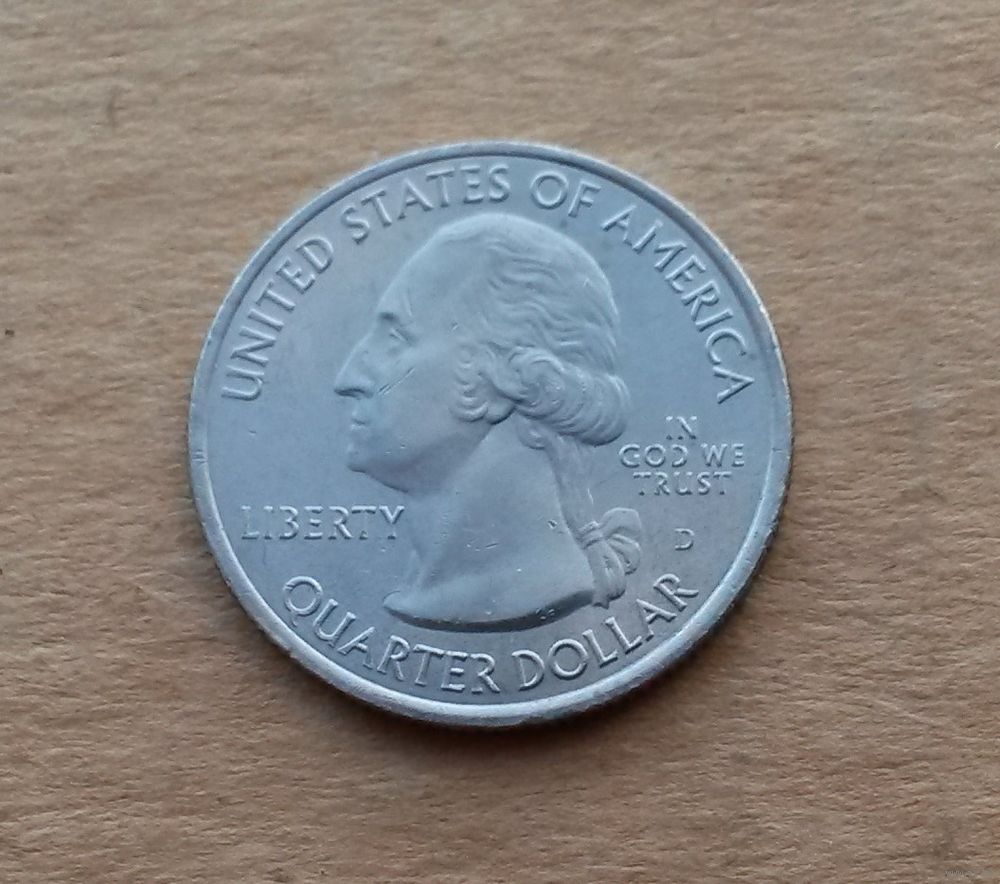 UNITED STATES OF AMERICA
IN
GOD WE
TRUST
LIBERTY
D
QUARTER DOLLAR